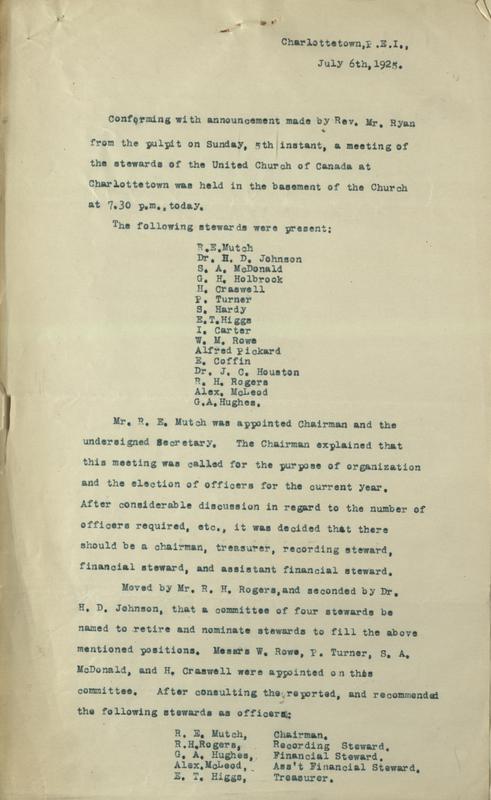 Charlottetown,P.E.I.,
July 6th,1925.
Conforming with announcement made by Rev. Mr. Ryan
from the pulpit on Sunday, 5th instant, a meeting of
the stewards of the United Church of Canada at
Charlottetown was held in the basement of the Church
at 7.30 p.m.,today.
The following stewards were present:
R.E.Mutch
Dr. H. D. Johnson
S. A. McDonald
G. H. Holbrook
H. Craswell
P. Turner
S. Hardy
E.T.Higgs
I. Carter
W. M. Rowe
Alfred Pickard
E. Coffin
Dr. J. C. Houston
R. H. Rogers
Alex. McLeod
G.A.Hughes.
Mr. R. E. Mutch was appointed Chairman and the
undersigned Secretary. The Chairman explained that
this meeting was called for the purpose of organization
and the election of officers for the current year.
After considerable discussion in regard to the number of
officers required, etc., it was decided that there
should be a chairman, treasurer, recording steward,
financial steward, and assistant financial steward.
Moved by Mr. R. H. Rogers,and seconded by Dr.
H. D. Johnson, that a committee of four stewards be
named to retire and nominate stewards to fill the above
mentioned positions. Messrs W. Rowe, P. Turner, S. A.
McDonald, and H. Craswell were appointed on this
committee. After consulting they reported, and recommended
the following stewards as officers:
R. E. Mutch, Chairman.
R.H.Rogers, Recording Steward.
G. A. Hughes, Financial Steward.
Alex.McLeod, Ass't Financial Steward.
E. T. Higgs, Treasurer.